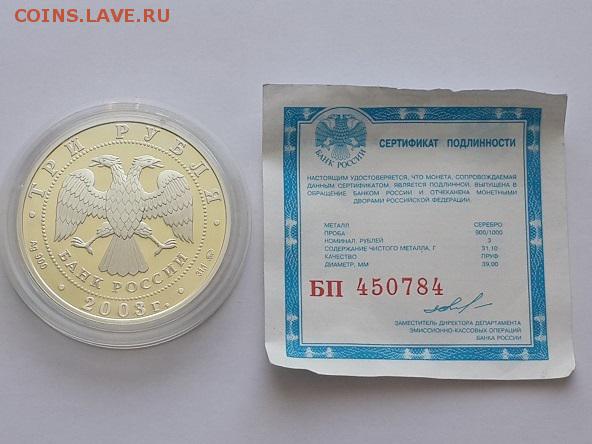 COINS.LAVE.RU
ТРИ РУБЛЯ
Ag 900
31,1
БАНК РОССИИ
2003 г.
БАНК РОССИИ
СЕРТИФИКАТ ПОДЛИННОСТИ
НАСТОЯЩИМ УДОСТОВЕРЯЕТСЯ, ЧТО МОНЕТА, СОПРОВОЖДАЕМАЯ
ДАННЫМ СЕРТИФИКАТОМ, ЯВЛЯЕТСЯ ПОДЛИННОЙ, ВЫПУЩЕНА В
ОБРАЩЕНИЕ БАНКОМ РОССИИ И ОТЧЕКАНЕНА МОНЕТНЫМИ
ДВОРАМИ РОССИЙСКОЙ ФЕДЕРАЦИИ.
МЕТАЛЛ СЕРЕБРО
ПРОБА 900/1000
НОМИНАЛ, РУБЛЕЙ 3
СОДЕРЖАНИЕ ЧИСТОГО МЕТАЛЛА, Г 31,10
КАЧЕСТВО ПРУФ
ДИАМЕТР, ММ 39,00
БП 450784
ЗАМЕСТИТЕЛЬ ДИРЕКТОРА ДЕПАРТАМЕНТА
ЭМИССИОННО-КАССОВЫХ ОПЕРАЦИЙ
БАНКА РОССИИ